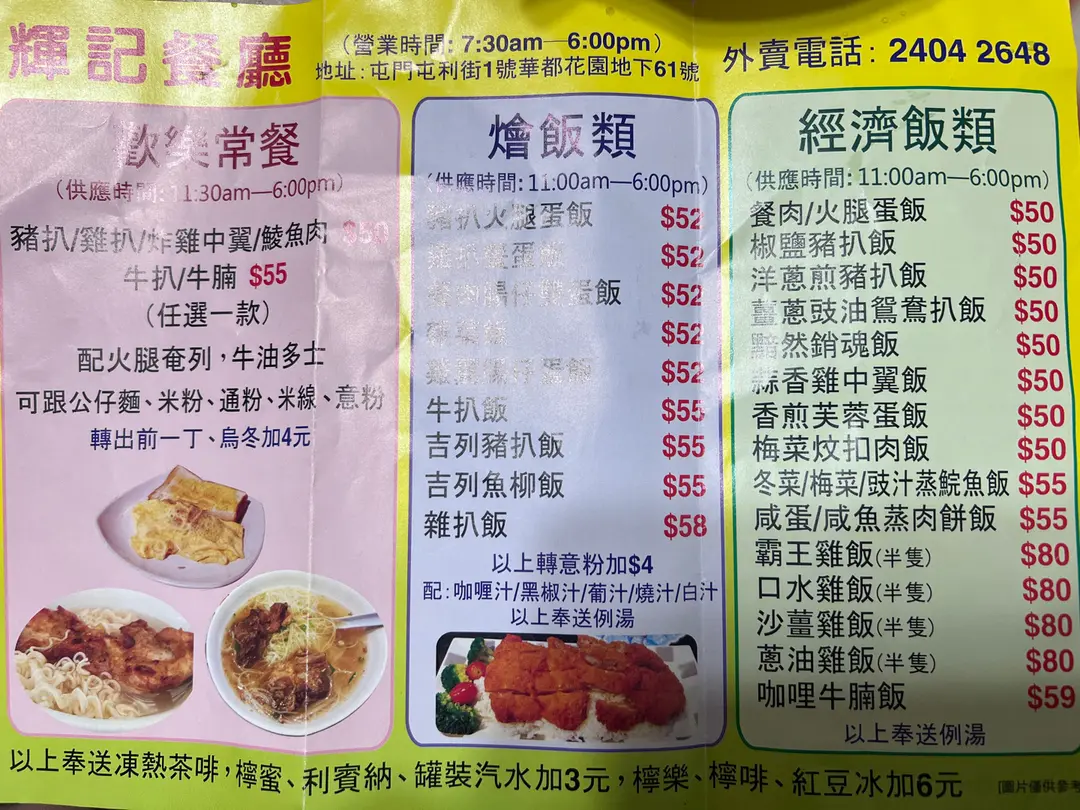 輝記餐廳
(營業時間: 7:30am—6:00pm)
地址:屯門屯利街1號華都花園地下61號
外賣電話: 2404 2648
歡樂常餐
(供應時間: 11:30am—6:00pm)
豬扒/雞扒/炸雞中翼/鯪魚肉 $50
牛扒/牛腩 $55
(任選一款)
配火腿奄列,牛油多士
可跟公仔麵、米粉、通粉、米線、意粉
轉出前一丁、烏冬加4元
燴飯類
(供應時間: 11:00am—6:00pm)
豬扒火腿蛋飯 $52
$52
蛋飯 $52
$52
$52
牛扒飯 $55
吉列豬扒飯 $55
吉列魚柳飯 $55
雜扒飯 $58
以上轉意粉加$4
配:咖喱汁/黑椒汁/葡汁/燒汁/白汁
以上奉送例湯
經濟飯類
(供應時間: 11:00am—6:00pm)
餐肉/火腿蛋飯 $50
椒鹽豬扒飯 $50
洋蔥煎豬扒飯 $50
薑蔥豉油鴛鴦扒飯 $50
黯然銷魂飯 $50
蒜香雞中翼飯 $50
香煎芙蓉蛋飯 $50
梅菜炆扣肉飯 $50
冬菜/梅菜/豉汁蒸鯇魚飯 $55
咸蛋/咸魚蒸肉餅飯 $55
霸王雞飯(半隻) $80
口水雞飯(半隻) $80
沙薑雞飯(半隻) $80
蔥油雞飯(半隻) $80
咖哩牛腩飯 $59
以上奉送例湯
以上奉送凍熱茶啡,檸蜜、利賓納、罐裝汽水加3元,檸樂、檸啡、紅豆冰加6元
[圖片僅供參考